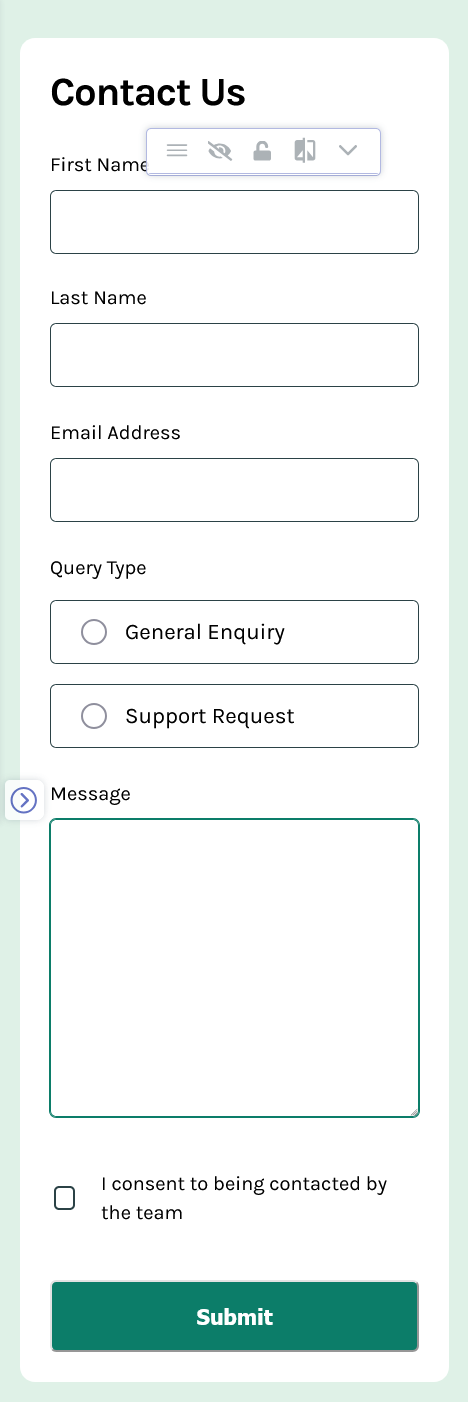 Contact Us
First Name
Last Name
Email Address
Query Type
General Enquiry
Support Request
Message
I consent to being contacted by
the team
Submit